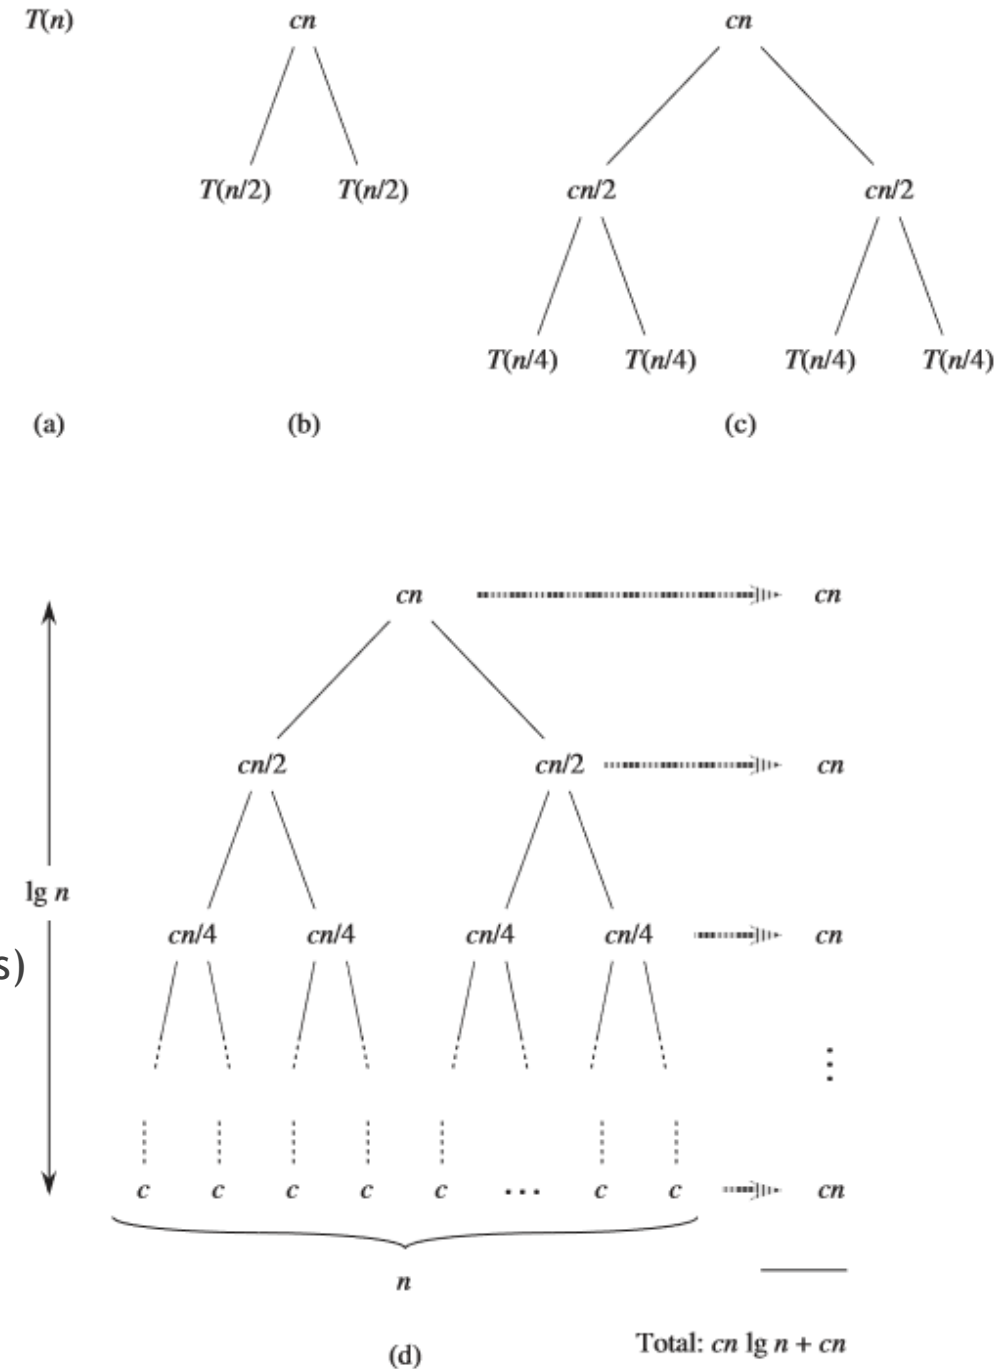 T(n) cn cn
T(n/2) T(n/2) cn/2 cn/2
T(n/4) T(n/4) T(n/4) T(n/4)
(a) (b) (c)
cn cn
cn/2 cn/2 cn
lg n
cn/4 cn/4 cn/4 cn/4 cn
s)
c c c c c ... c c cn
n
Total: cn lg n + cn
(d)